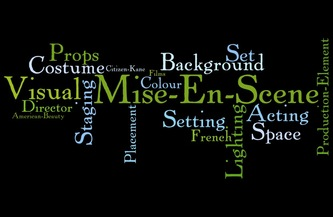 Props
Costume
Citizen-Kane
Films
Colour
Background
Set
Visual
Mise-En-Scene
Director
American-Beauty
Staging
Placement
Setting
French
Lighting
Acting
Space
Production-Element